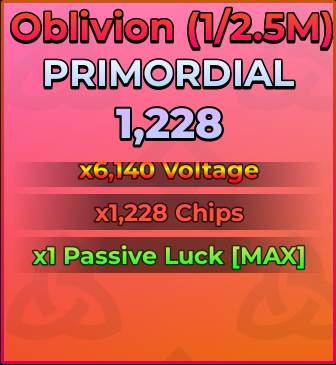 Oblivion (1/2.5M)
PRIMORDIAL
1,228
x6,140 Voltage
x1,228 Chips
x1 Passive Luck [MAX]